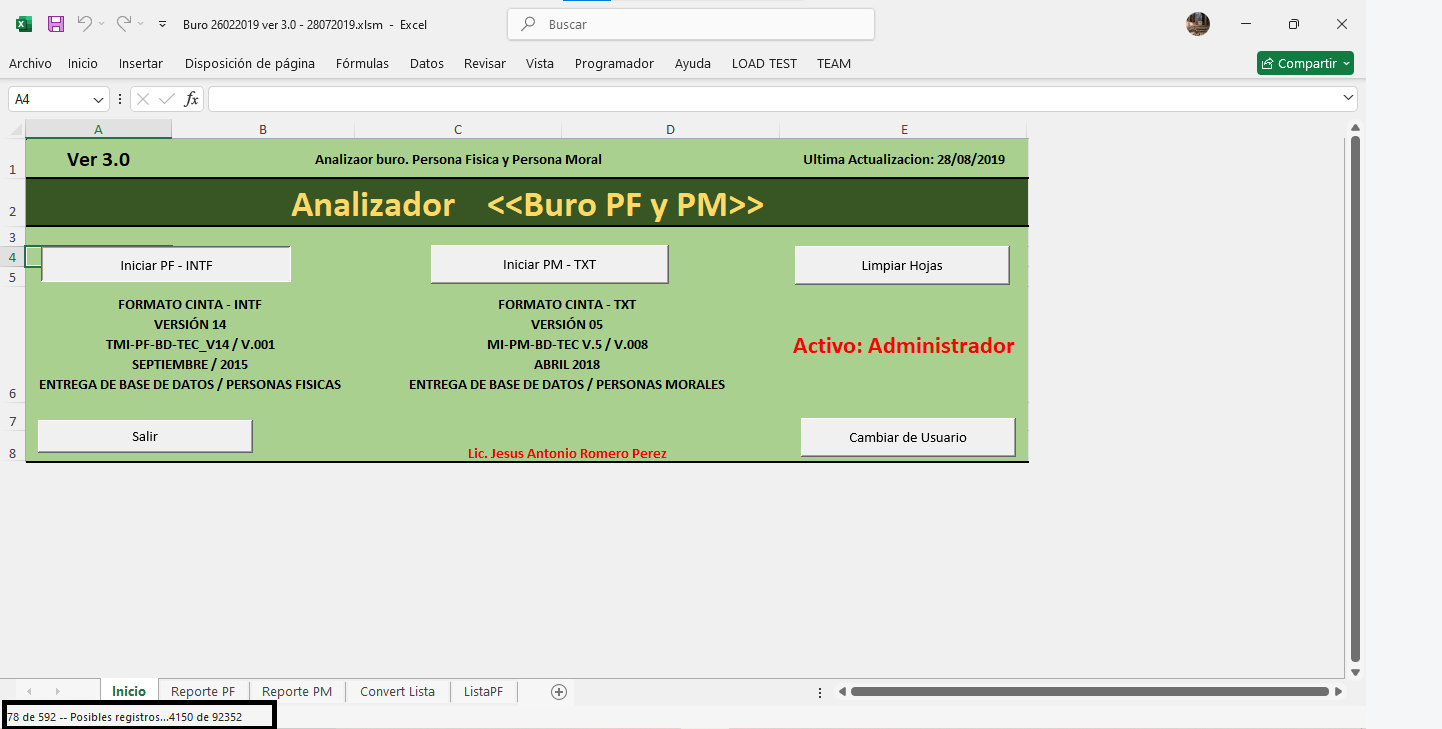 Buro 26022019 ver 3.0 - 28072019.xlsm - Excel
Buscar
Archivo Inicio Insertar Disposición de página Fórmulas Datos Revisar Vista Programador Ayuda LOAD TEST TEAM Compartir
A4 fx
A B C D E
1 Ver 3.0 Analizaor buro. Persona Fisica y Persona Moral Ultima Actualizacion: 28/08/2019
2 Analizador <<Buro PF y PM>>
3
4
5
Iniciar PF - INTF Iniciar PM - TXT Limpiar Hojas
FORMATO CINTA - INTF
VERSIÓN 14
TMI-PF-BD-TEC_V14 / V.001
SEPTIEMBRE / 2015
ENTREGA DE BASE DE DATOS / PERSONAS FISICAS
FORMATO CINTA - TXT
VERSIÓN 05
MI-PM-BD-TEC V.5 / V.008
ABRIL 2018
ENTREGA DE BASE DE DATOS / PERSONAS MORALES
Activo: Administrador
6
7
Salir Cambiar de Usuario
8 Lic. Jesus Antonio Romero Perez
Inicio Reporte PF Reporte PM Convert Lista ListaPF
78 de 592 -- Posibles registros...4150 de 92352